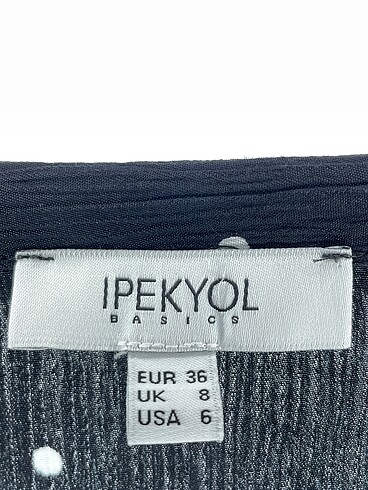 IPEKYOL
BASICS
EUR 36
UK 8
USA 6